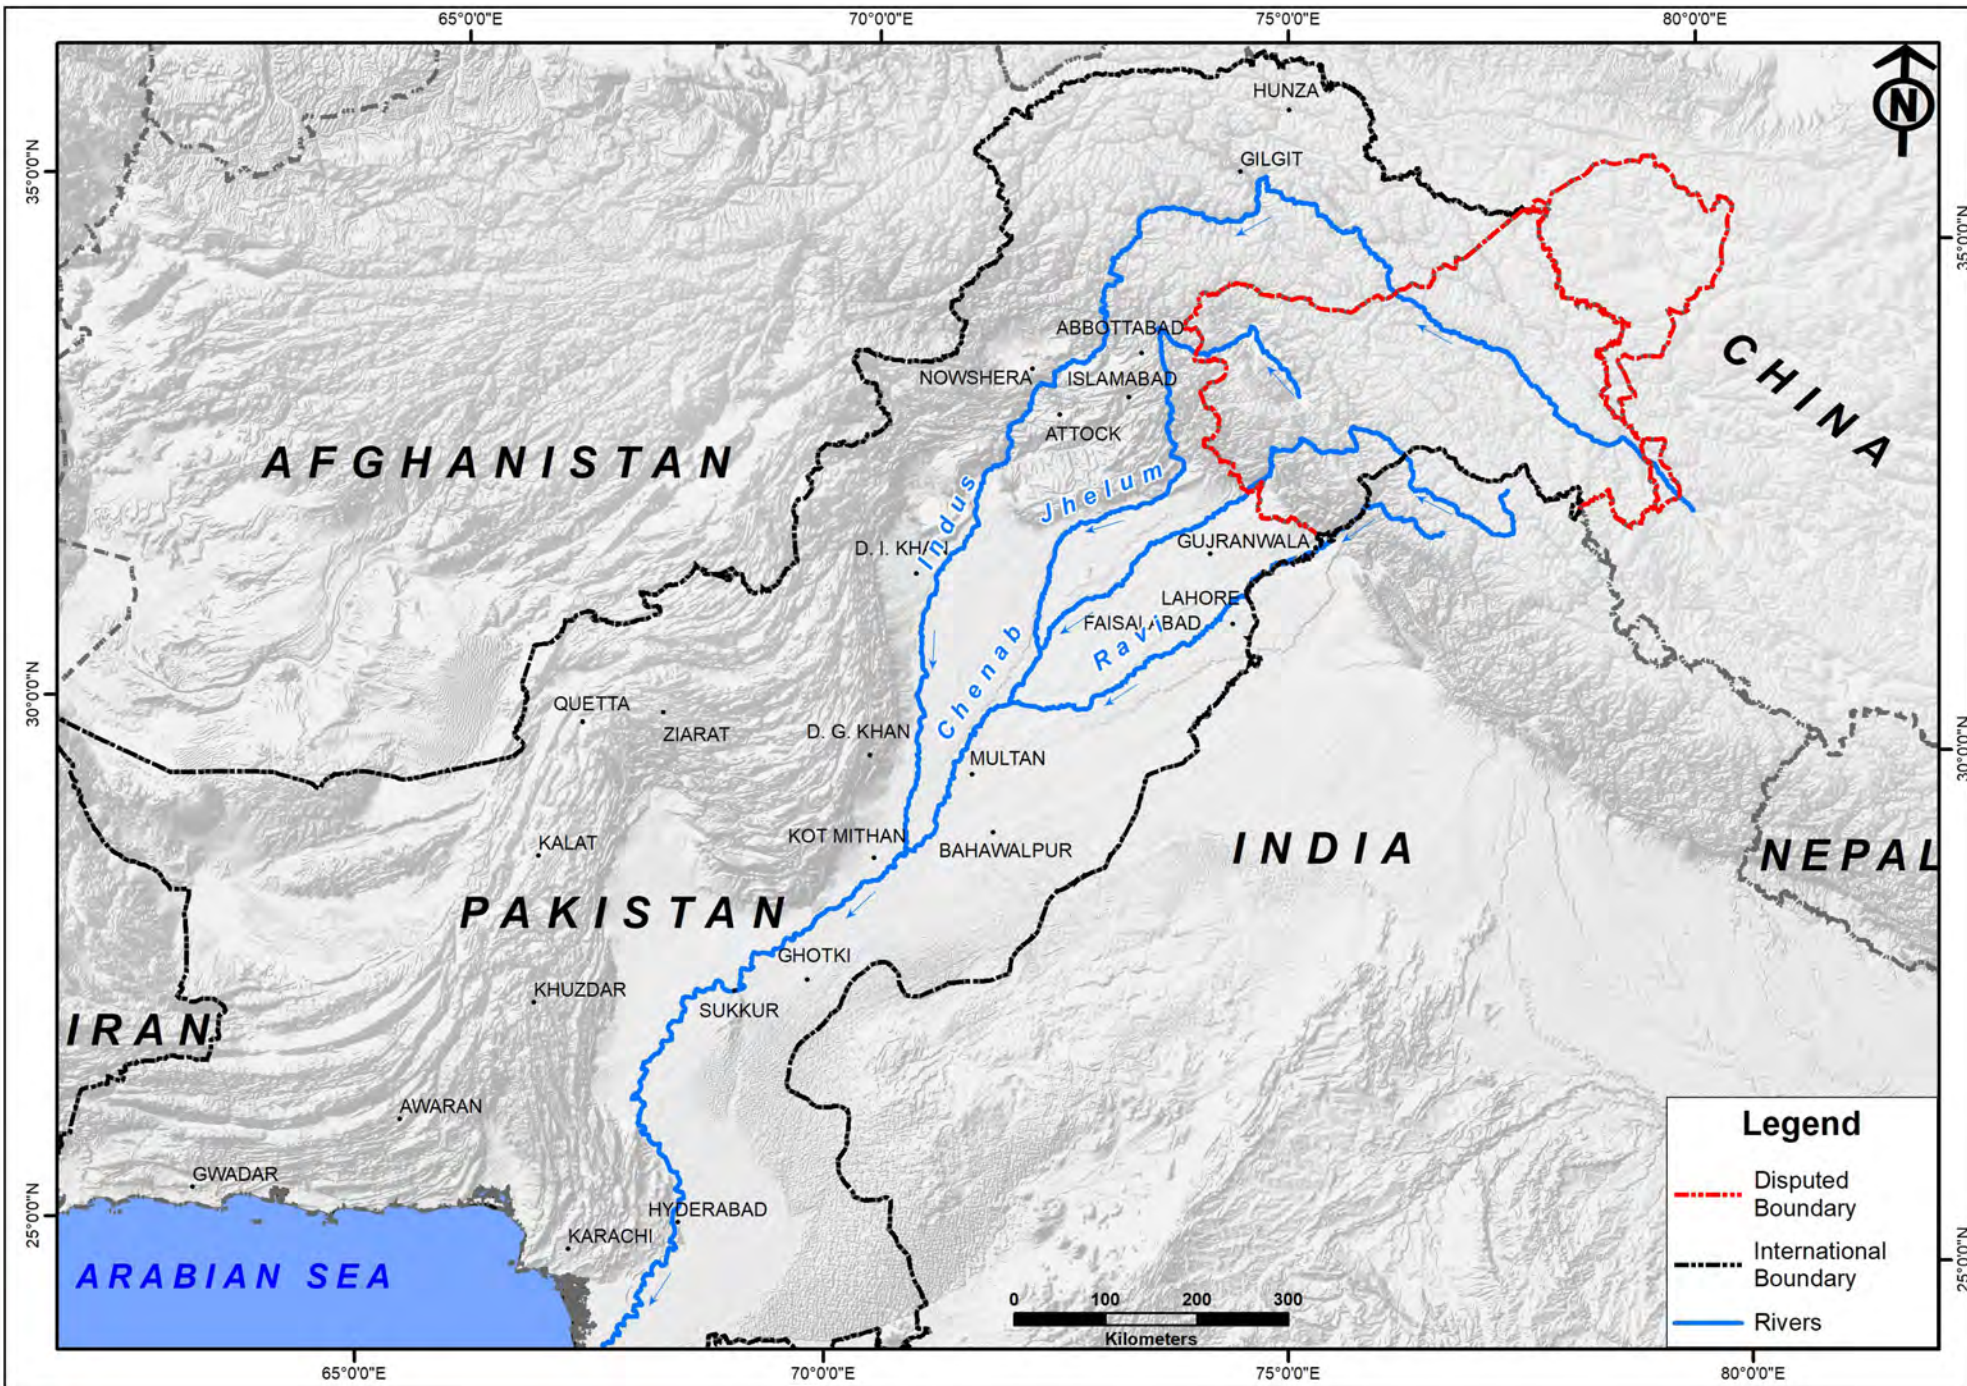 65°0'0"E
70°0'0"E
75°0'0"E
80°0'0"E
N
HUNZA
GILGIT
35°0'0"N
35°0'0"N
ABBOTTABAD
NOWSHERA
ISLAMABAD
ATTOCK
CHINA
AFGHANISTAN
Indus
Jhelum
D. I. KHAN
GUJRANWALA
LAHORE
FAISALABAD
Ravi
Chenab
30°0'0"N
30°0'0"N
QUETTA
ZIARAT
D. G. KHAN
MULTAN
KALAT
KOT MITHAN
BAHAWALPUR
INDIA
NEPAL
PAKISTAN
GHOTKI
KHUZDAR
SUKKUR
IRAN
AWARAN
GWADAR
HYDERABAD
KARACHI
25°0'0"N
25°0'0"N
ARABIAN SEA
0 100 200 300
Kilometers
Legend
Disputed
Boundary
International
Boundary
Rivers
65°0'0"E
70°0'0"E
75°0'0"E
80°0'0"E